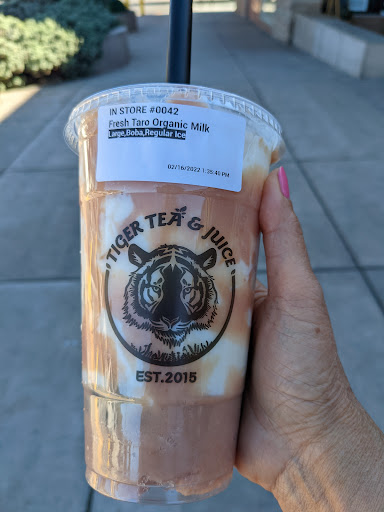 IN STORE #0042
Fresh Taro Organic Milk
Large,Boba,Regular Ice
02/16/2022 1:35:40 PM
TIGER TEA & JUICE
EST.2015